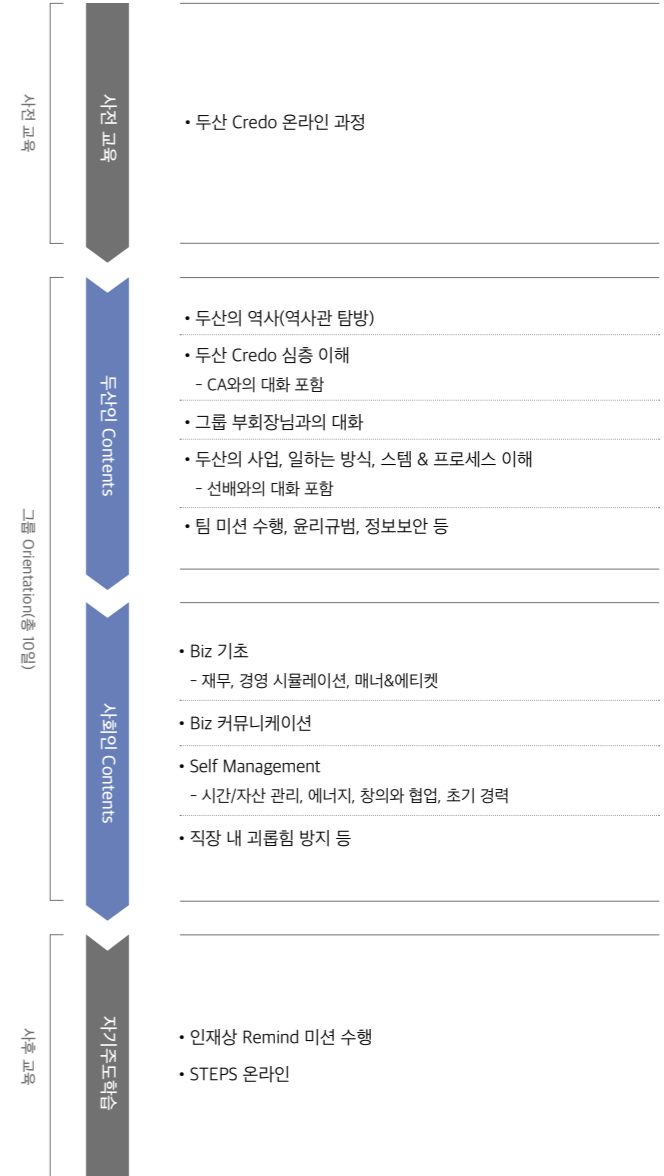 사전 교육
사전 교육
• 두산 Credo 온라인 과정
그룹 Orientation(총 10일)
두산인 Contents
• 두산의 역사(역사관 탐방)
• 두산 Credo 심층 이해
- CA와의 대화 포함
• 그룹 부회장님과의 대화
• 두산의 사업, 일하는 방식, 스템 & 프로세스 이해
- 선배와의 대화 포함
• 팀 미션 수행, 윤리규범, 정보보안 등
사회인 Contents
• Biz 기초
- 재무, 경영 시뮬레이션, 매너&에티켓
• Biz 커뮤니케이션
• Self Management
- 시간/자산 관리, 에너지, 창의와 협업, 초기 경력
• 직장 내 괴롭힘 방지 등
사후 교육
자기주도학습
• 인재상 Remind 미션 수행
• STEPS 온라인